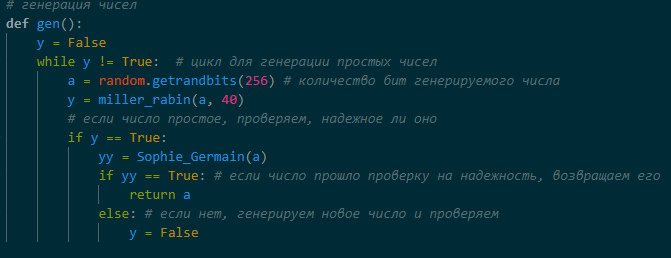 # генерация чисел
def gen():
    y = False
    while y != True:  # цикл для генерации простых чисел
        a = random.getrandbits(256) # количество бит генерируемого числа
        y = miller_rabin(a, 40)
        # если число простое, проверяем, надежное ли оно
        if y == True:
            yy = Sophie_Germain(a)
            if yy == True: # если число прошло проверку на надежность, возвращаем его
                return a
            else: # если нет, генерируем новое число и проверяем
                y = False